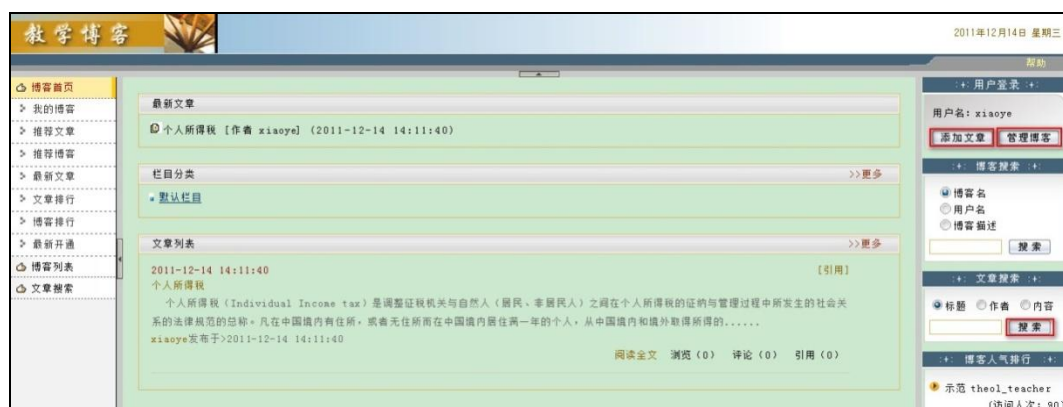 教学博客
2011年12月14日 星期三
帮助
博客首页
我的博客
推荐文章
推荐博客
最新文章
文章排行
博客排行
最新开通
博客列表
文章搜索
最新文章
个人所得税 [作者 xiaoye] (2011-12-14 14:11:40)
栏目分类 >>更多
默认栏目
文章列表 >>更多
2011-12-14 14:11:40 [引用]
个人所得税
个人所得税（Individual Income tax）是调整征税机关与自然人（居民、非居民人）之间在个人所得税的征纳与管理过程中所发生的社会关
系的法律规范的总称。凡在中国境内有住所，或者无住所而在中国境内居住满一年的个人，从中国境内和境外取得所得的......
xiaoye发布于>2011-12-14 14:11:40
阅读全文 浏览（0） 评论（0） 引用（0）
:+: 用户登录 :+:
用户名：xiaoye
添加文章 管理博客
:+: 博客搜索 :+:
博客名
用户名
博客描述
搜索
:+: 文章搜索 :+:
标题 作者 内容
搜索
:+: 博客人气排行 :+:
示范 theol_teacher
(访问人次：90)